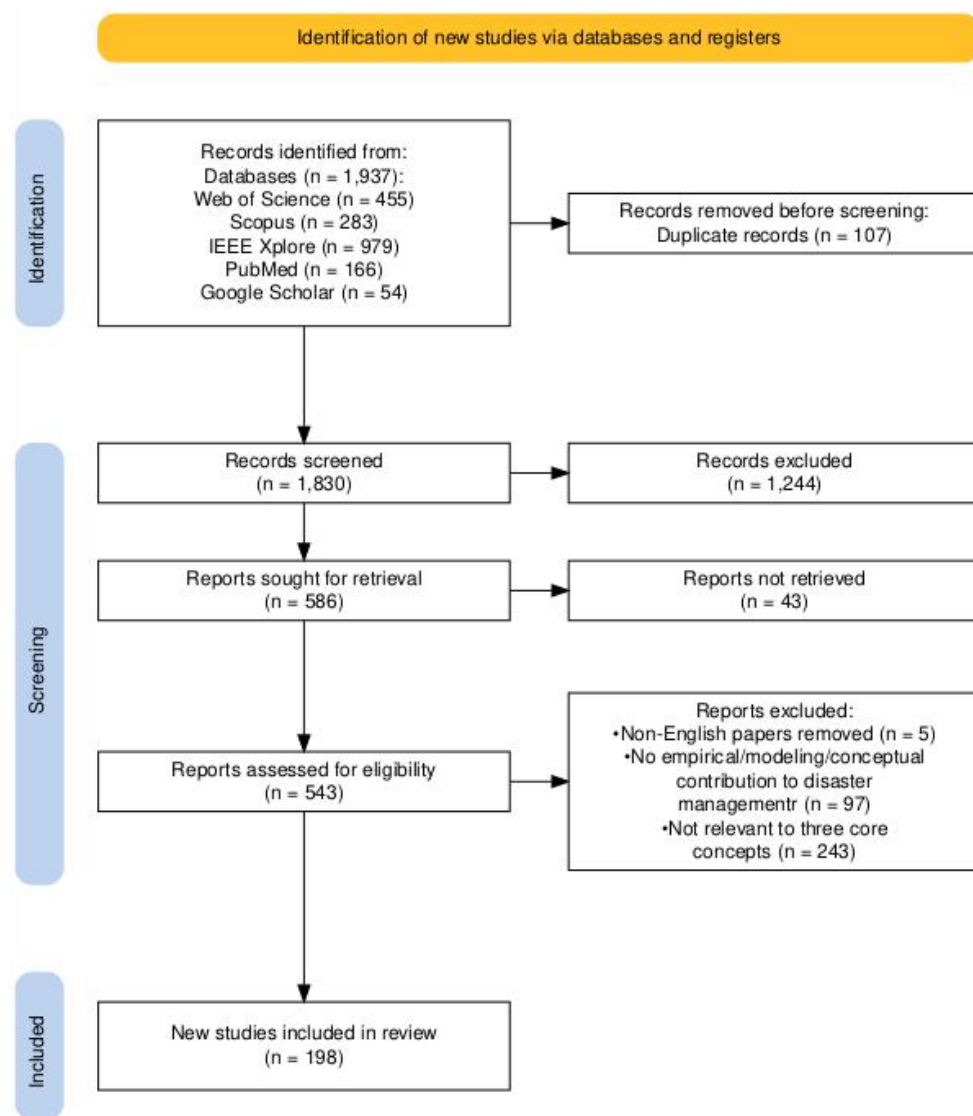 Identification of new studies via databases and registers
Identification
Records identified from:
Databases (n = 1,937):
Web of Science (n = 455)
Scopus (n = 283)
IEEE Xplore (n = 979)
PubMed (n = 166)
Google Scholar (n = 54)
Records removed before screening:
Duplicate records (n = 107)
Screening
Records screened
(n = 1,830)
Records excluded
(n = 1,244)
Reports sought for retrieval
(n = 586)
Reports not retrieved
(n = 43)
Reports assessed for eligibility
(n = 543)
Reports excluded:
•Non-English papers removed (n = 5)
•No empirical/modeling/conceptual
contribution to disaster
managementr (n = 97)
•Not relevant to three core
concepts (n = 243)
Included
New studies included in review
(n = 198)